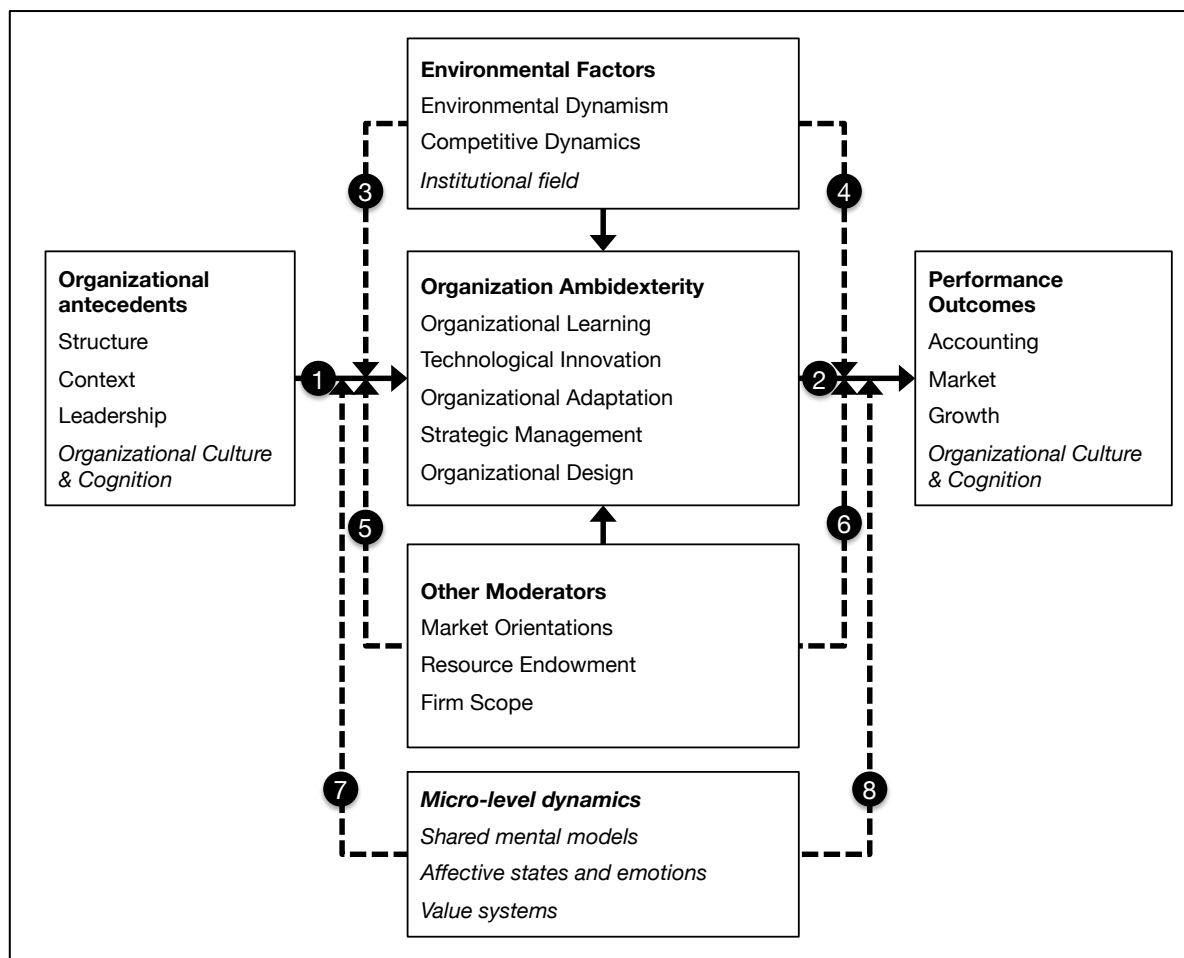 Environmental Factors
Environmental Dynamism
Competitive Dynamics
Institutional field
3
4
Organizational
antecedents
Structure
Context
Leadership
Organizational Culture
& Cognition
1
Organization Ambidexterity
Organizational Learning
Technological Innovation
Organizational Adaptation
Strategic Management
Organizational Design
2
Performance
Outcomes
Accounting
Market
Growth
Organizational Culture
& Cognition
5
6
Other Moderators
Market Orientations
Resource Endowment
Firm Scope
7
8
Micro-level dynamics
Shared mental models
Affective states and emotions
Value systems